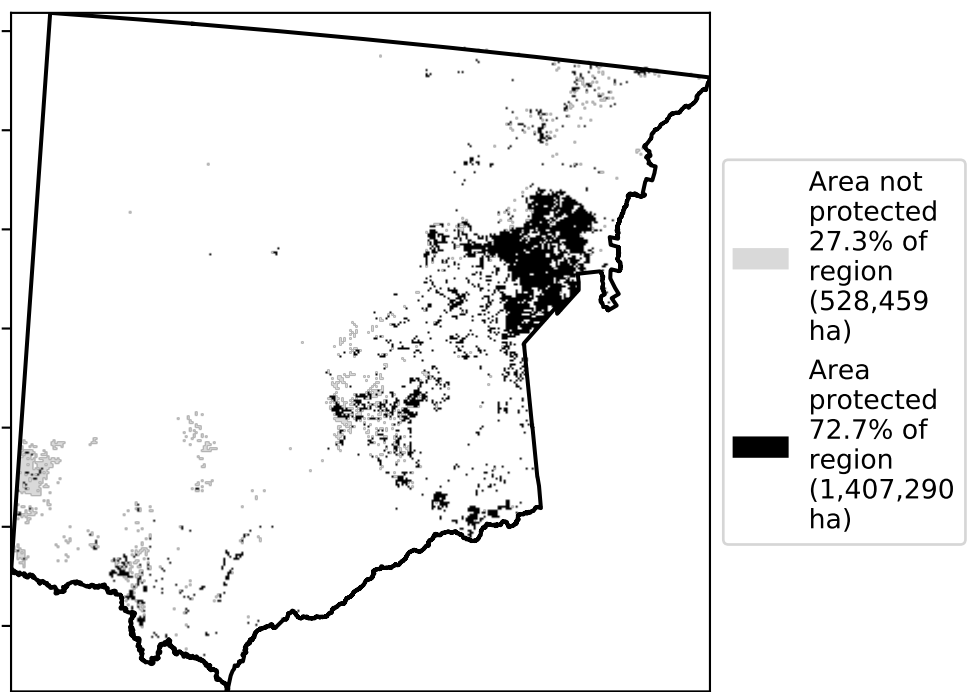 Area not
protected
27.3% of
region
(528,459
ha)
Area
protected
72.7% of
region
(1,407,290
ha)